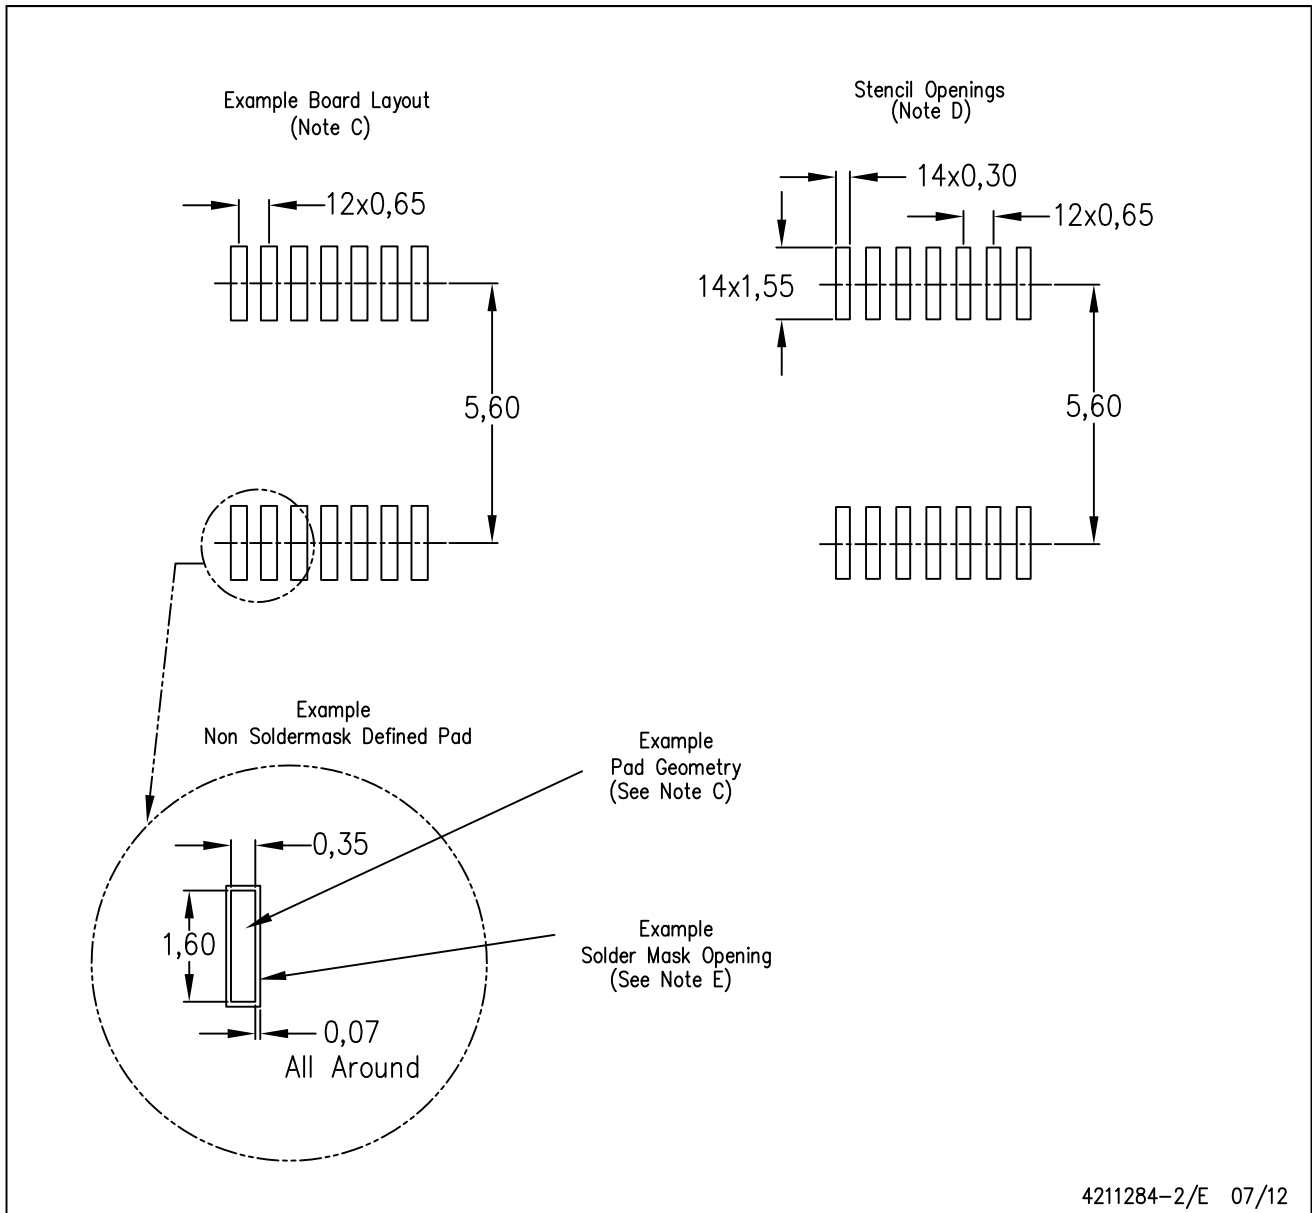 Example Board Layout
(Note C)
Stencil Openings
(Note D)
12x0,65
14x0,30
12x0,65
14x1,55
5,60
5,60
Example
Non Soldermask Defined Pad
Example
Pad Geometry
(See Note C)
0,35
1,60
Example
Solder Mask Opening
(See Note E)
0,07
All Around
4211284-2/E 07/12